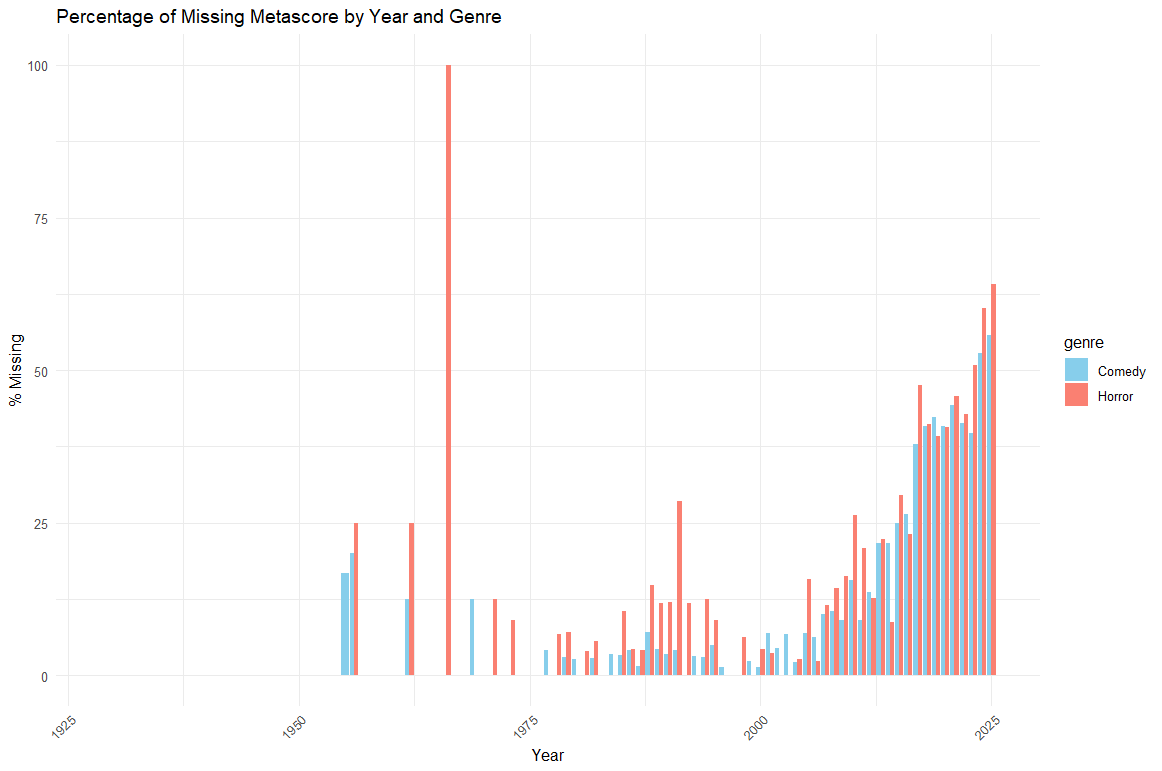 Percentage of Missing Metascore by Year and Genre
100
75
50
25
0
% Missing
1925
1950
1975
2000
2025
Year
genre
Comedy
Horror